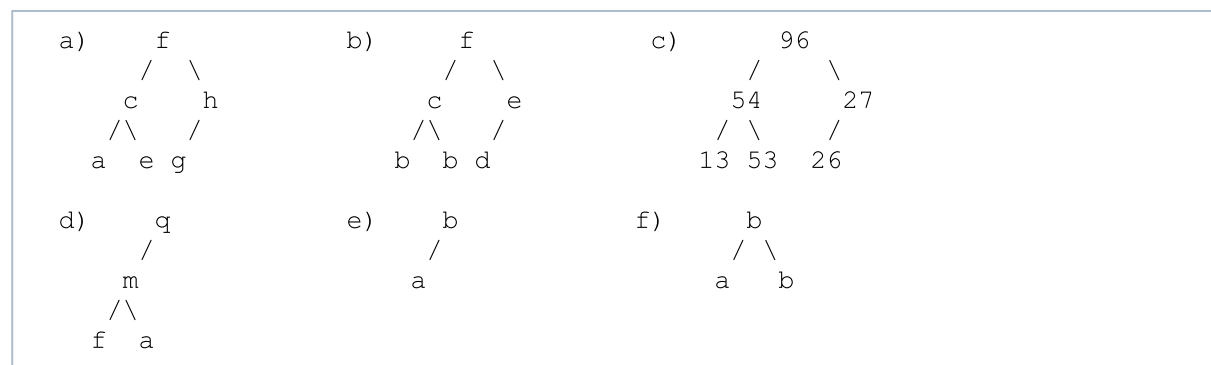 a) f b) f c) 96
/ \ / \ / \
c h c e 54 27
/\ / /\ / / \ /
a e g b b d 13 53 26
d) q e) b f) b
/ / / \
m a a b
/\
f a